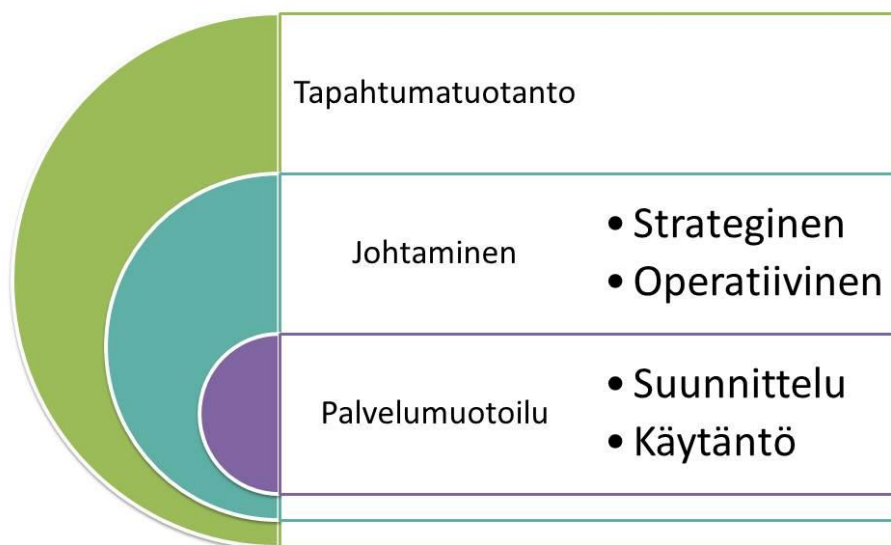 Tapahtumatuotanto
Johtaminen
• Strateginen
• Operatiivinen
Palvelumuotoilu
• Suunnittelu
• Käytäntö